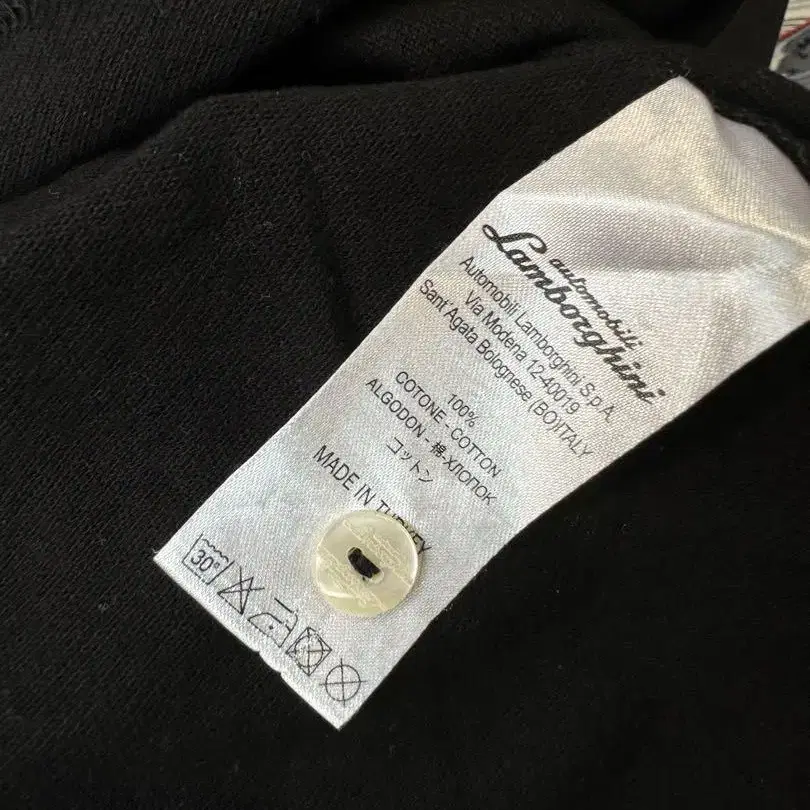 automobili
Lamborghini
Automobili Lamborghini S.p.A.
Via Modena 12-40019
Sant'Agata Bolognese (BO)ITALY
100%
COTONE - COTTON
ALGODON - 棉-ХЛОПОК
コットン
MADE IN TURKEY
30°